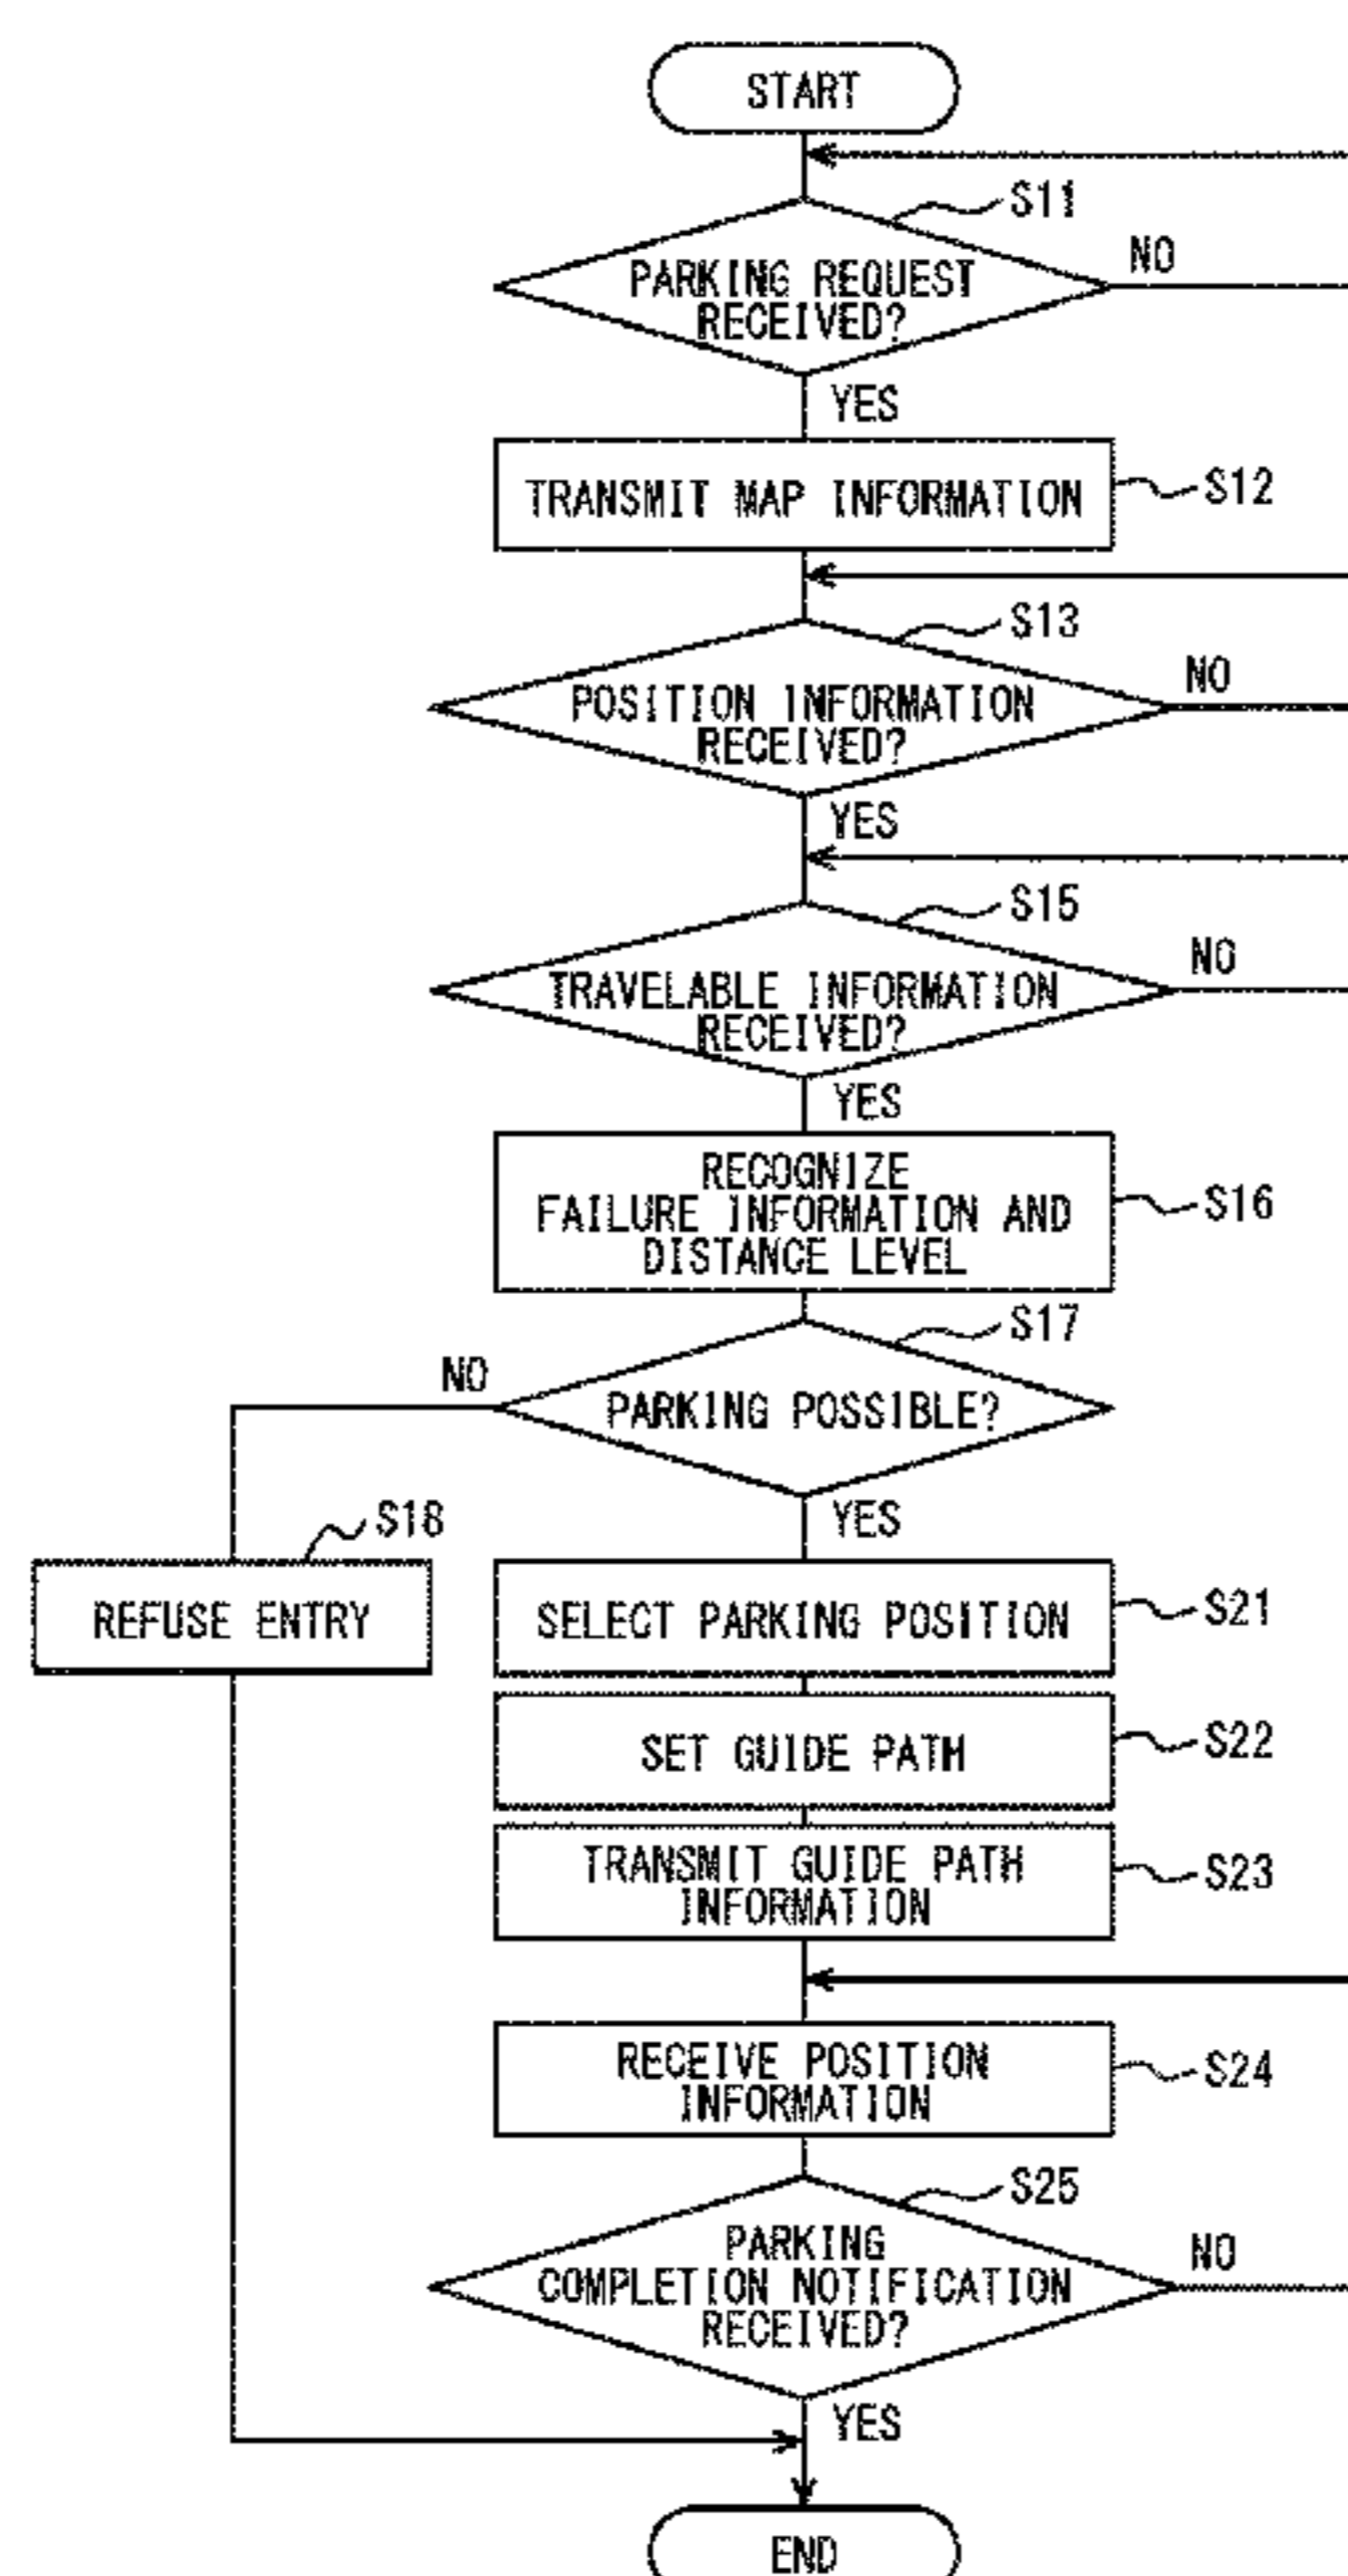 START
S11
PARKING REQUEST
RECEIVED?
NO
YES
TRANSMIT MAP INFORMATION
S12
S13
POSITION INFORMATION
RECEIVED?
NO
YES
S15
TRAVELABLE INFORMATION
RECEIVED?
NO
YES
RECOGNIZE
FAILURE INFORMATION AND
DISTANCE LEVEL
S16
S17
NO
PARKING POSSIBLE?
YES
S18
REFUSE ENTRY
SELECT PARKING POSITION
S21
SET GUIDE PATH
S22
TRANSMIT GUIDE PATH
INFORMATION
S23
RECEIVE POSITION
INFORMATION
S24
S25
PARKING
COMPLETION NOTIFICATION
RECEIVED?
NO
YES
END